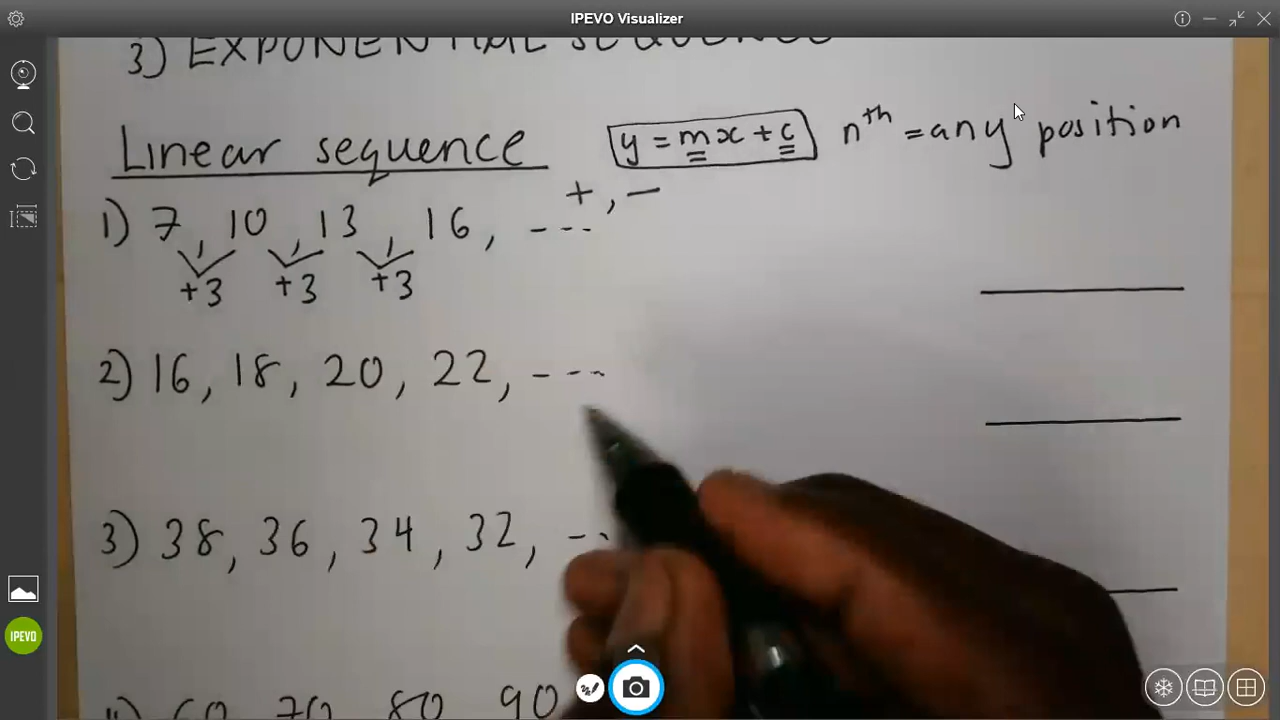 IPEVO Visualizer
3) EXPONENTIAL SEQUENCE
Linear sequence y = mx + c nth = any position
+, -
1) 7, 10, 13, 16, ----
+3 +3 +3
2) 16, 18, 20, 22, ----
3) 38, 36, 34, 32, --
4) 60, 70, 80, 90
IPEVO